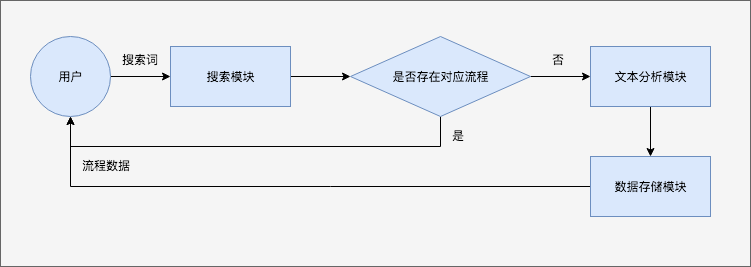 用户
搜索词
搜索模块
是否存在对应流程
否
文本分析模块
是
流程数据
数据存储模块